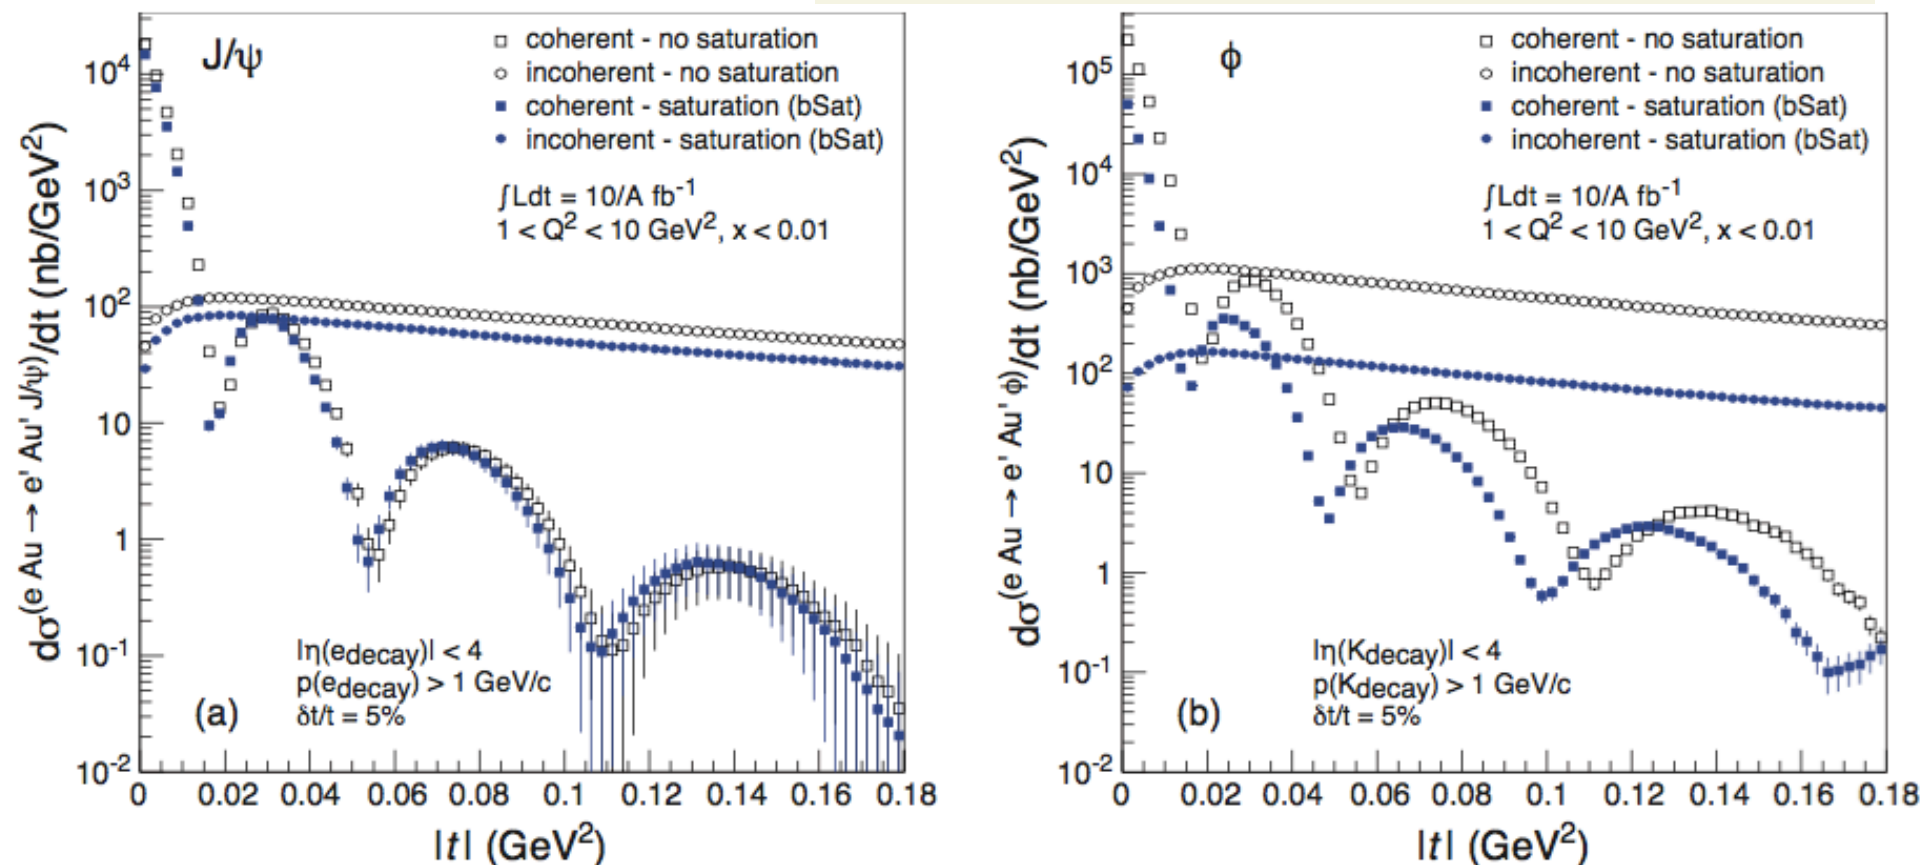 J/ψ
coherent - no saturation
incoherent - no saturation
coherent - saturation (bSat)
incoherent - saturation (bSat)
∫Ldt = 10/A fb⁻¹
1 < Q² < 10 GeV², x < 0.01
|η(e_decay)| < 4
p(e_decay) > 1 GeV/c
δt/t = 5%
(a)
dσ^(e Au → e' Au' J/ψ)/dt (nb/GeV²)
10⁴
10³
10²
10
1
10⁻¹
10⁻²
0 0.02 0.04 0.06 0.08 0.1 0.12 0.14 0.16 0.18
|t| (GeV²)
ϕ
coherent - no saturation
incoherent - no saturation
coherent - saturation (bSat)
incoherent - saturation (bSat)
∫Ldt = 10/A fb⁻¹
1 < Q² < 10 GeV², x < 0.01
|η(K_decay)| < 4
p(K_decay) > 1 GeV/c
δt/t = 5%
(b)
dσ^(e Au → e' Au' ϕ)/dt (nb/GeV²)
10⁵
10⁴
10³
10²
10
1
10⁻¹
10⁻²
0 0.02 0.04 0.06 0.08 0.1 0.12 0.14 0.16 0.18
|t| (GeV²)